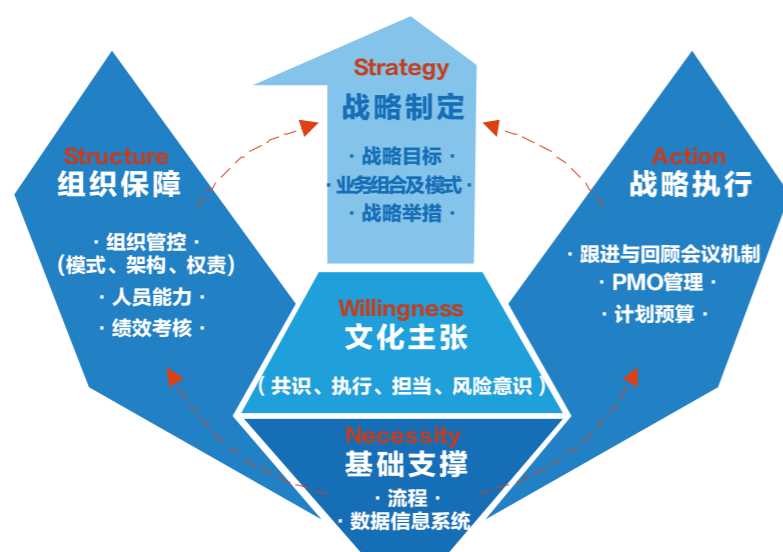 Strategy
战略制定
· 战略目标 ·
· 业务组合及模式 ·
· 战略举措 ·
Structure
组织保障
· 组织管控 ·
(模式、架构、权责)
· 人员能力 ·
· 绩效考核 ·
Action
战略执行
· 跟进与回顾会议机制
· PMO管理 ·
· 计划预算 ·
Willingness
文化主张
( 共识、执行、担当、风险意识 )
Necessity
基础支撑
· 流程 ·
· 数据信息系统